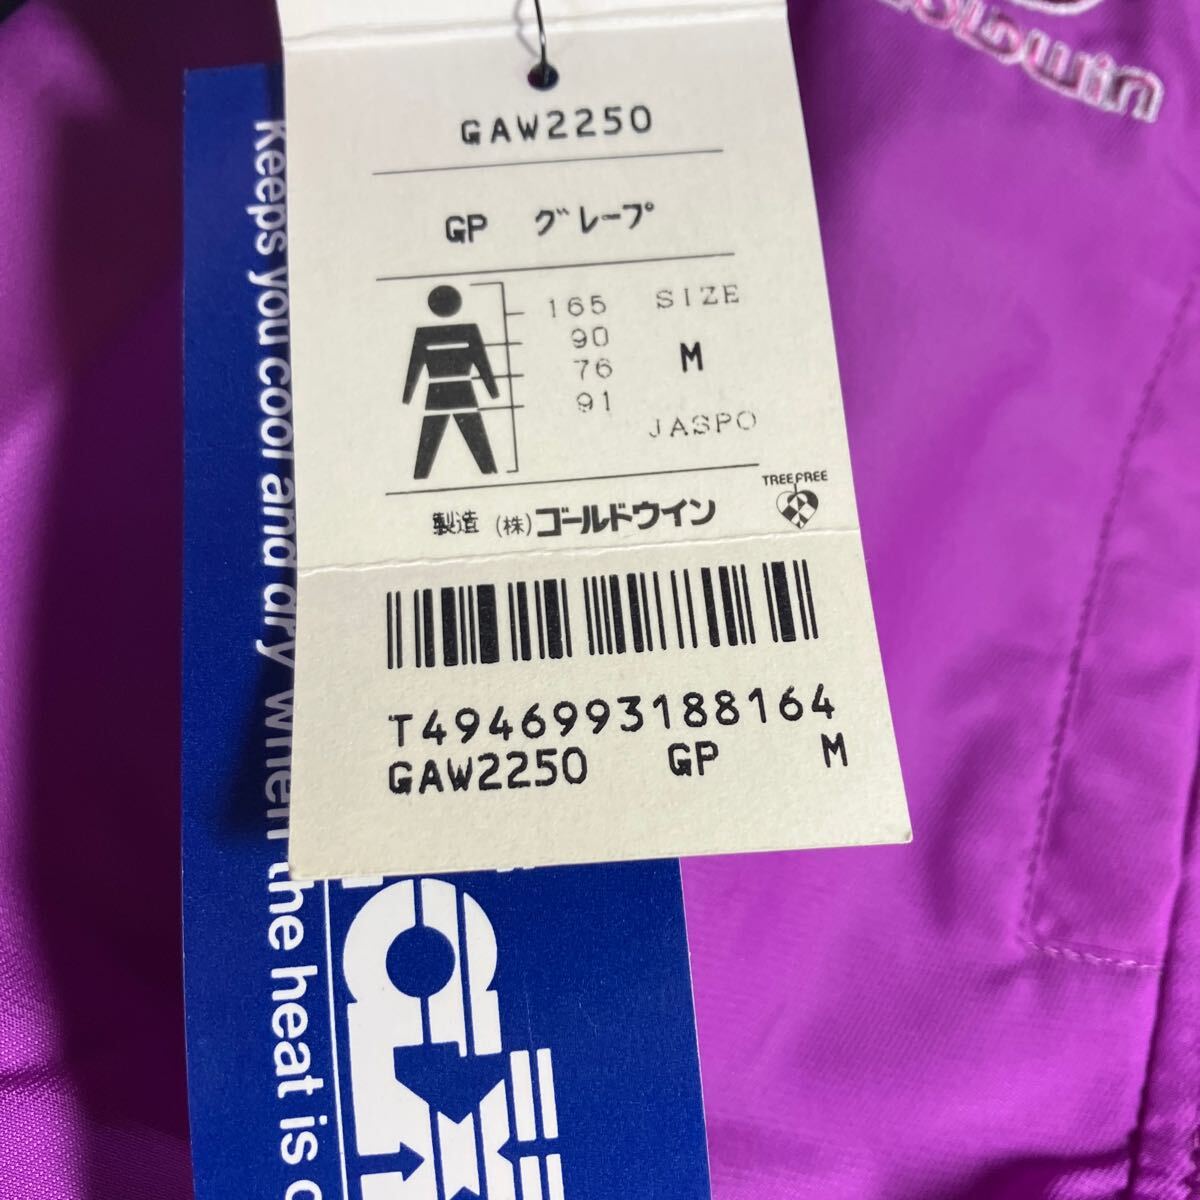 GAW2250
GP グレープ
165 SIZE
90
76 M
91
JASPO
TREE FREE
製造 (株)ゴールドウイン
T4946993188164
GAW2250 GP M
Keeps you cool and dry when the heat is